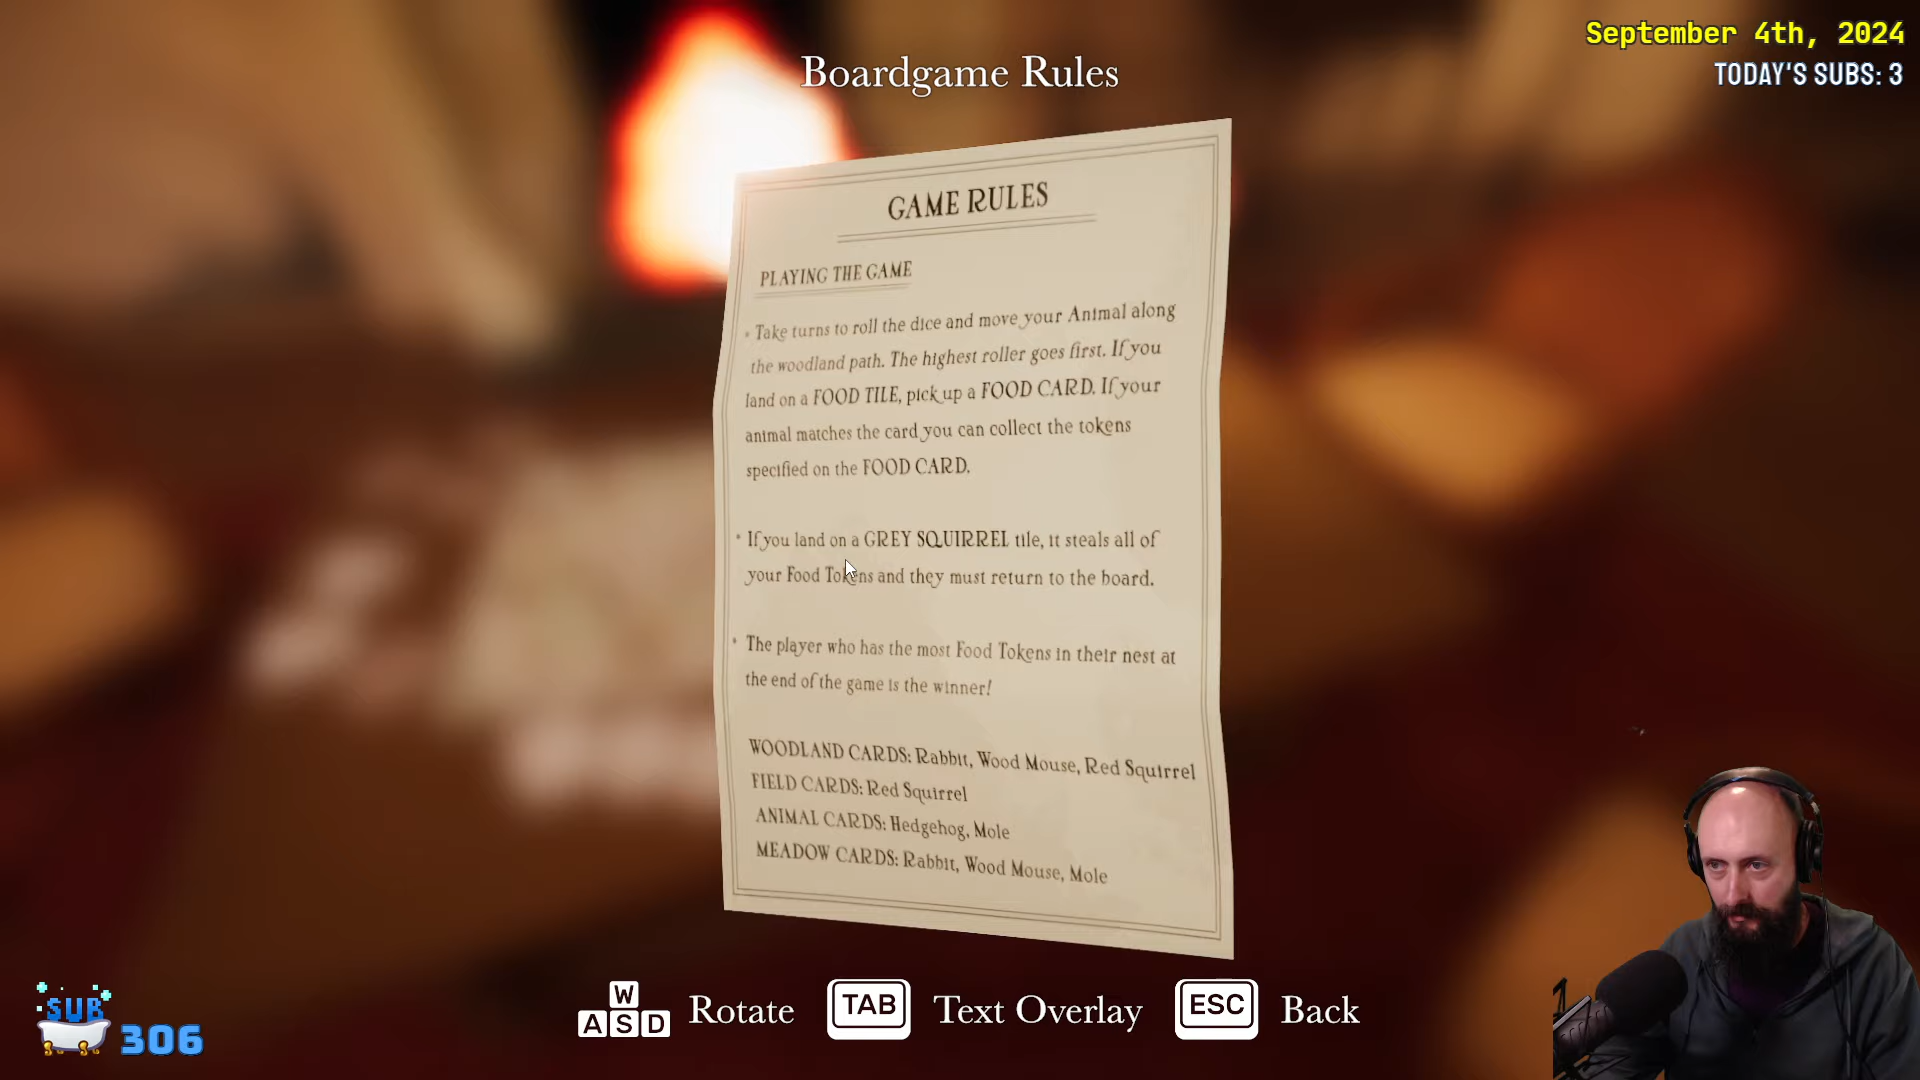 September 4th, 2024
TODAY'S SUBS: 3
Boardgame Rules
GAME RULES
PLAYING THE GAME
• Take turns to roll the dice and move your Animal along
the woodland path. The highest roller goes first. If you
land on a FOOD TILE, pick up a FOOD CARD. If your
animal matches the card you can collect the tokens
specified on the FOOD CARD.
• If you land on a GREY SQUIRREL tile, it steals all of
your Food Tokens and they must return to the board.
• The player who has the most Food Tokens in their nest at
the end of the game is the winner!
WOODLAND CARDS: Rabbit, Wood Mouse, Red Squirrel
FIELD CARDS: Red Squirrel
ANIMAL CARDS: Hedgehog, Mole
MEADOW CARDS: Rabbit, Wood Mouse, Mole
SUB 306
W A S D Rotate TAB Text Overlay ESC Back